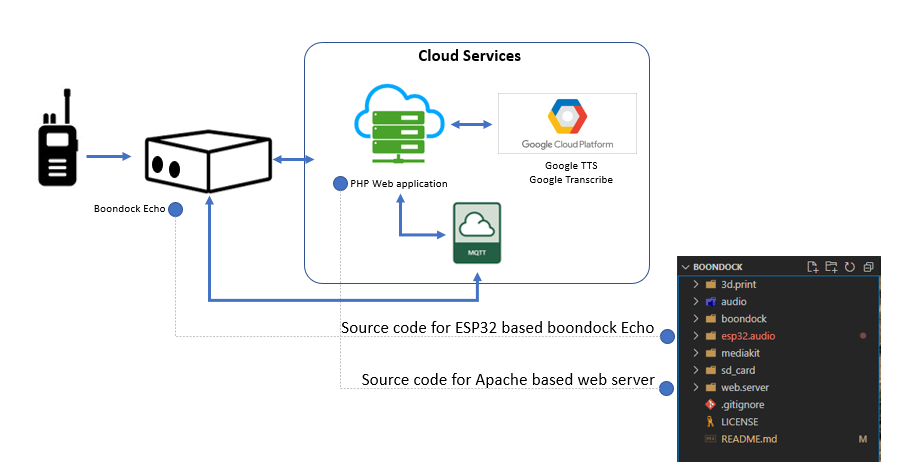 Cloud Services
Google Cloud Platform
Google TTS
Google Transcribe
PHP Web application
Boondock Echo
MQTT
BOONDOCK
3d.print
audio
boondock
Source code for ESP32 based boondock Echo
esp32.audio
mediakit
sd_card
Source code for Apache based web server
web.server
.gitignore
LICENSE
README.md M